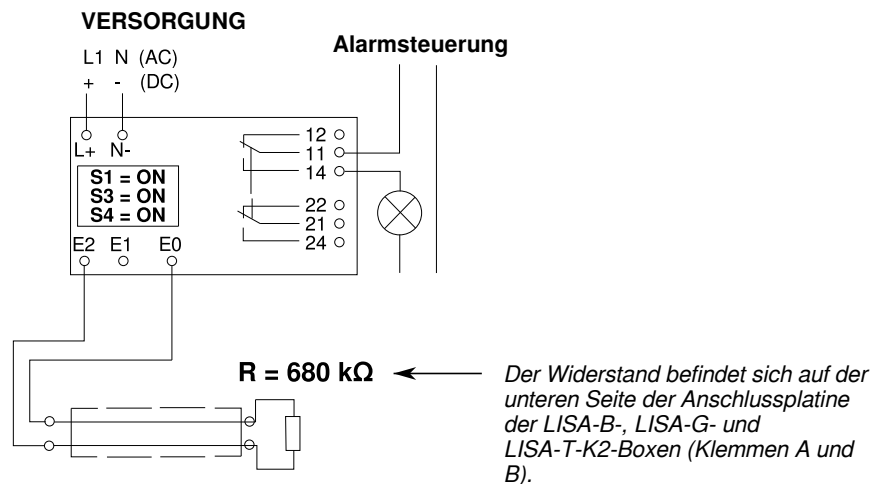 VERSORGUNG
L1 N (AC)
+ - (DC)
Alarmsteuerung
L+ N-
S1 = ON
S3 = ON
S4 = ON
12
11
14
22
21
24
E2 E1 E0
R = 680 kΩ
Der Widerstand befindet sich auf der
unteren Seite der Anschlussplatine
der LISA-B-, LISA-G- und
LISA-T-K2-Boxen (Klemmen A und
B).